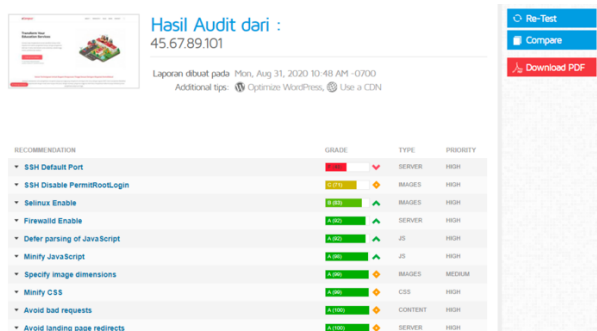 Hasil Audit dari :
45.67.89.101
Laporan dibuat pada Mon, Aug 31, 2020 10:48 AM -0700
Additional tips: Optimize WordPress, Use a CDN
Re-Test
Compare
Download PDF
RECOMMENDATION GRADE TYPE PRIORITY
SSH Default Port SERVER HIGH
SSH Disable PermitRootLogin C (71) IMAGES HIGH
Selinux Enable B (85) IMAGES HIGH
Firewalld Enable A (92) SERVER HIGH
Defer parsing of JavaScript A (92) JS HIGH
Minify JavaScript A (96) JS HIGH
Specify image dimensions A (96) IMAGES MEDIUM
Minify CSS A (99) CSS HIGH
Avoid bad requests A (100) CONTENT HIGH
Avoid landing page redirects A (100) SERVER HIGH